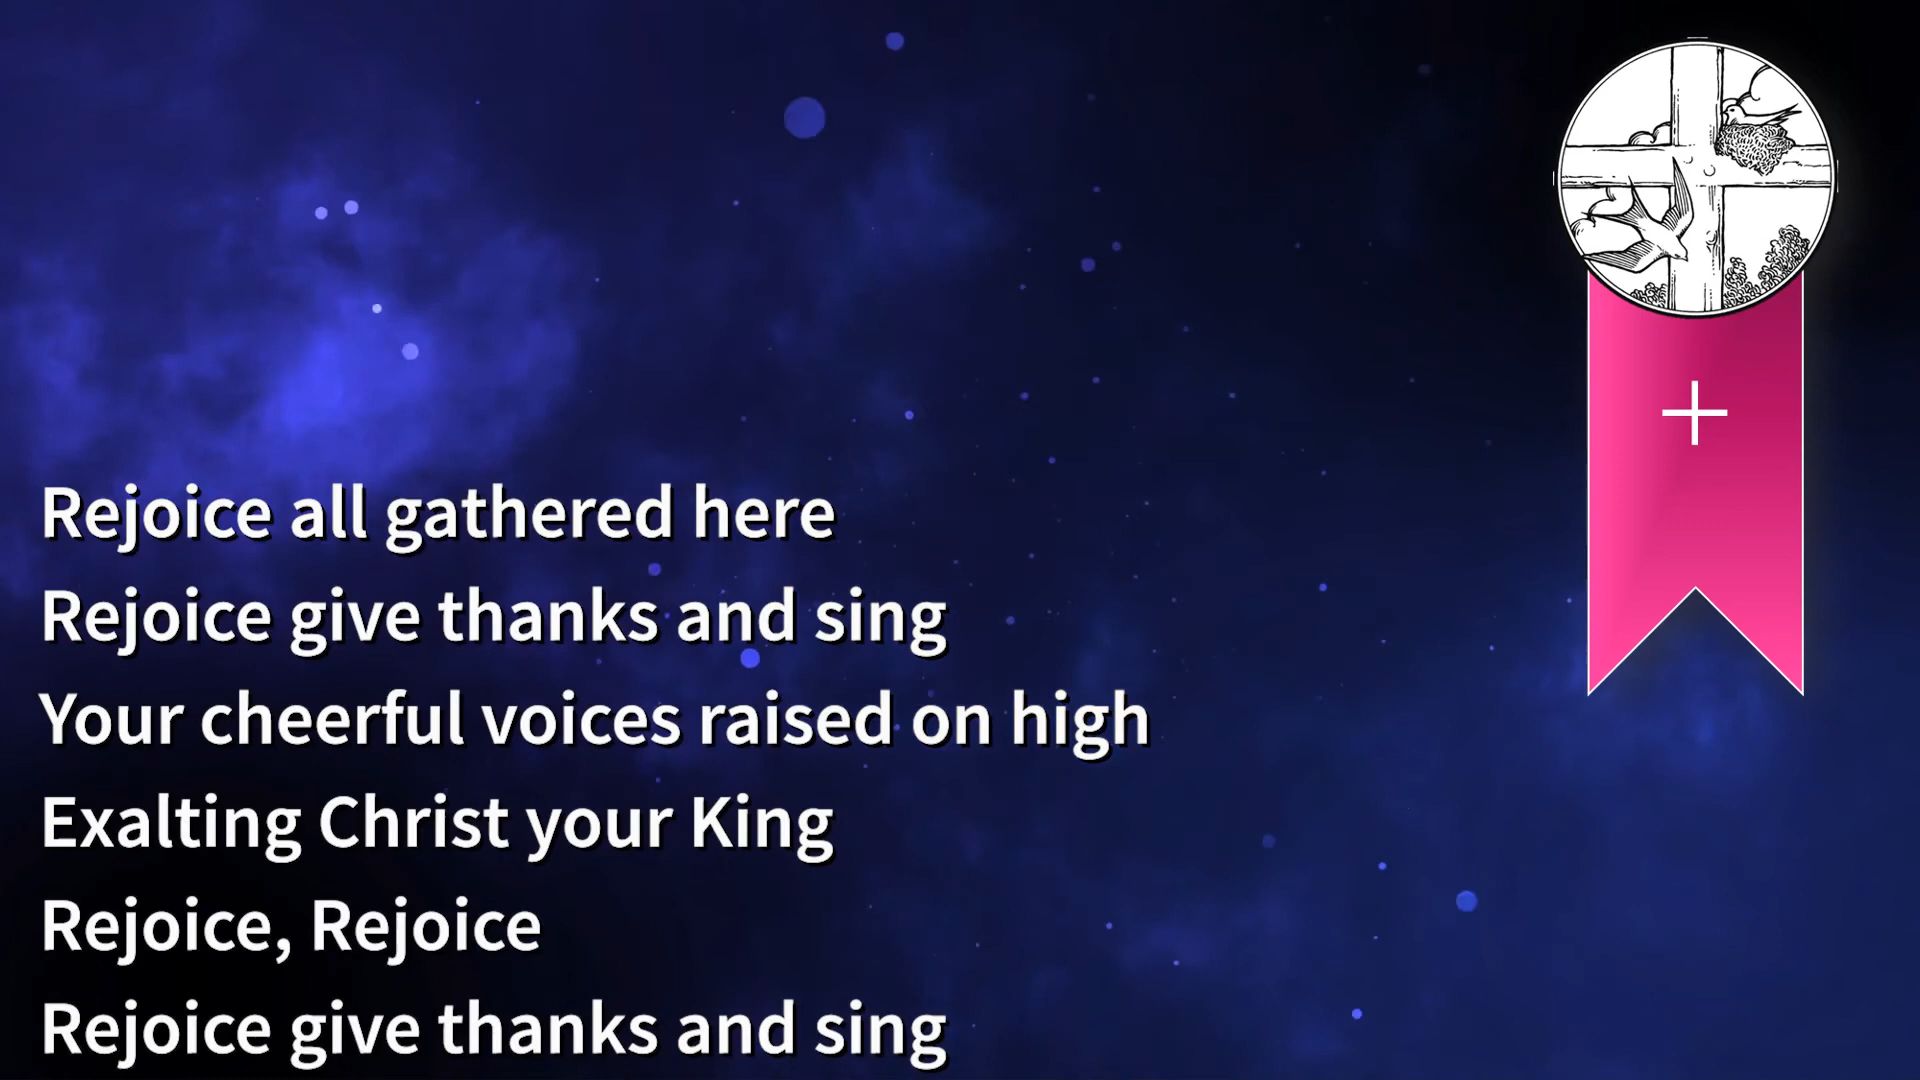 Rejoice all gathered here
Rejoice give thanks and sing
Your cheerful voices raised on high
Exalting Christ your King
Rejoice, Rejoice
Rejoice give thanks and sing